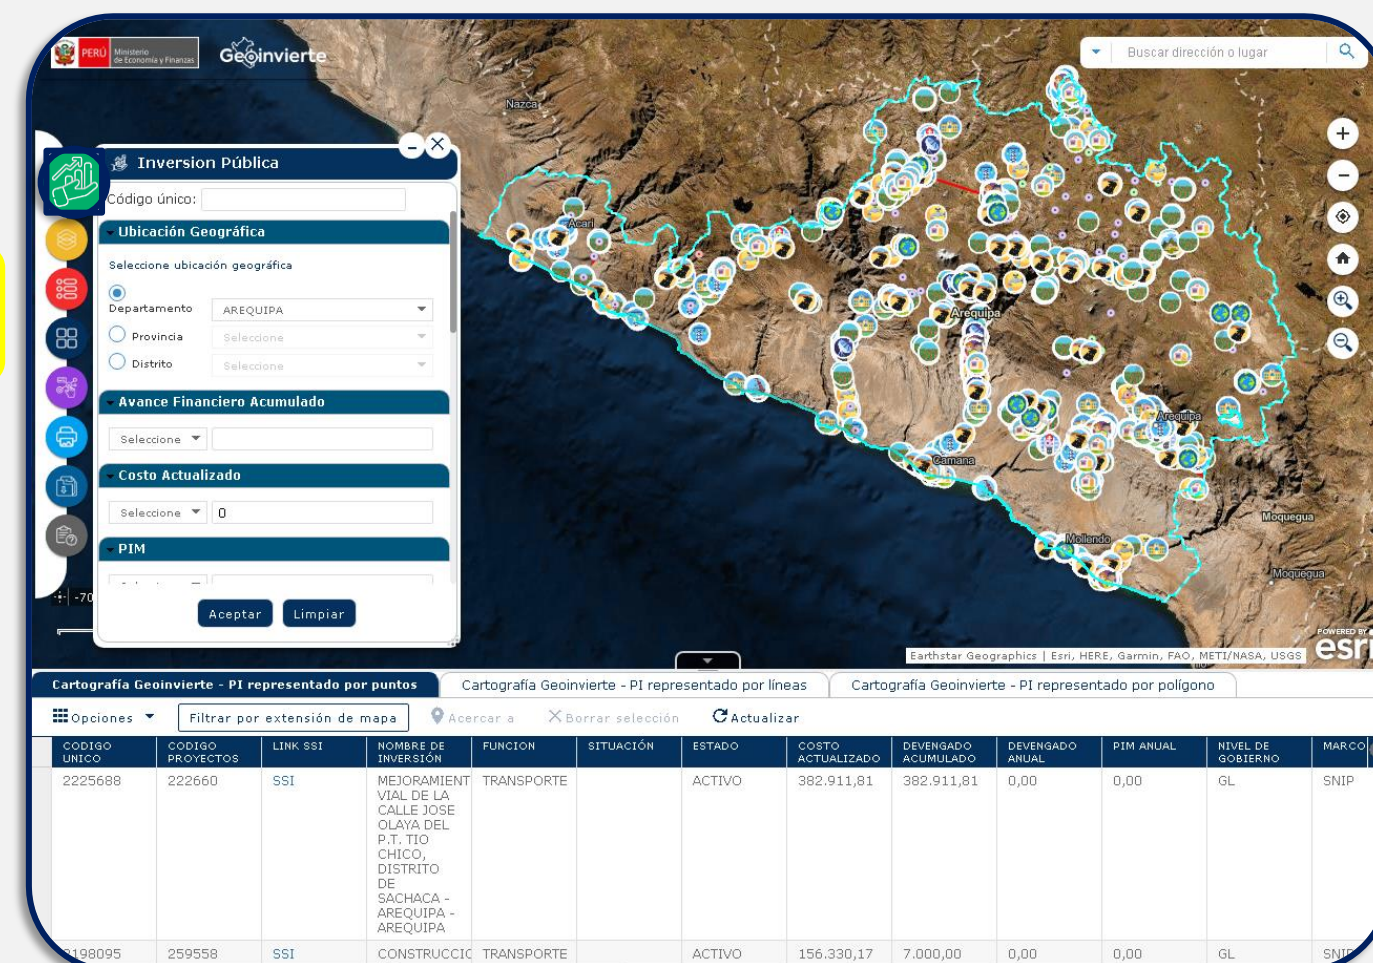 PERÚ
Ministerio
de Economía y Finanzas
Geoinvierte
Buscar dirección o lugar
Nazca
Acarí
Arequipa
Arequipa
Camana
Mollendo
Moquegua
Moquegua
Inversion Pública
Código único:
Ubicación Geográfica
Seleccione ubicación geográfica
Departamento
AREQUIPA
Provincia
Seleccione
Distrito
Seleccione
Avance Financiero Acumulado
Seleccione
Costo Actualizado
Seleccione
0
PIM
Aceptar
Limpiar
-70
POWERED BY
esri
Earthstar Geographics | Esri, HERE, Garmin, FAO, METI/NASA, USGS
Cartografía Geoinvierte - PI representado por puntos
Cartografía Geoinvierte - PI representado por líneas
Cartografía Geoinvierte - PI representado por polígono
Opciones
Filtrar por extensión de mapa
Acercar a
Borrar selección
Actualizar
CODIGO UNICO
CODIGO PROYECTOS
LINK SSI
NOMBRE DE INVERSIÓN
FUNCION
SITUACIÓN
ESTADO
COSTO ACTUALIZADO
DEVENGADO ACUMULADO
DEVENGADO ANUAL
PIM ANUAL
NIVEL DE GOBIERNO
MARCO
2225688
222660
SSI
MEJORAMIENT
VIAL DE LA
CALLE JOSE
OLAYA DEL
P.T. TIO
CHICO,
DISTRITO
DE
SACHACA -
AREQUIPA -
AREQUIPA
TRANSPORTE
ACTIVO
382.911,81
382.911,81
0,00
0,00
GL
SNIP
2198095
259558
SSI
CONSTRUCCIO
TRANSPORTE
ACTIVO
156.330,17
7.000,00
0,00
0,00
GL
SNIP